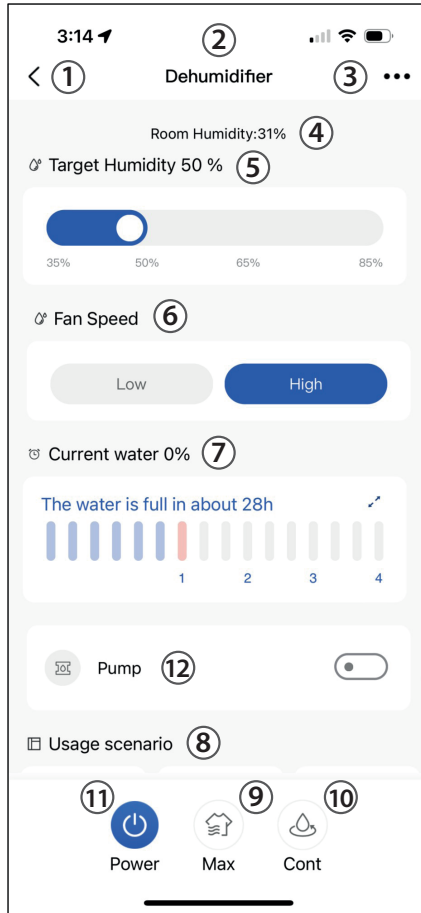 3:14
②
① Dehumidifier ③
Room Humidity:31% ④
Target Humidity 50 % ⑤
35% 50% 65% 85%
Fan Speed ⑥
Low High
Current water 0% ⑦
The water is full in about 28h
1 2 3 4
Pump ⑫
Usage scenario ⑧
⑪ ⑨ ⑩
Power Max Cont